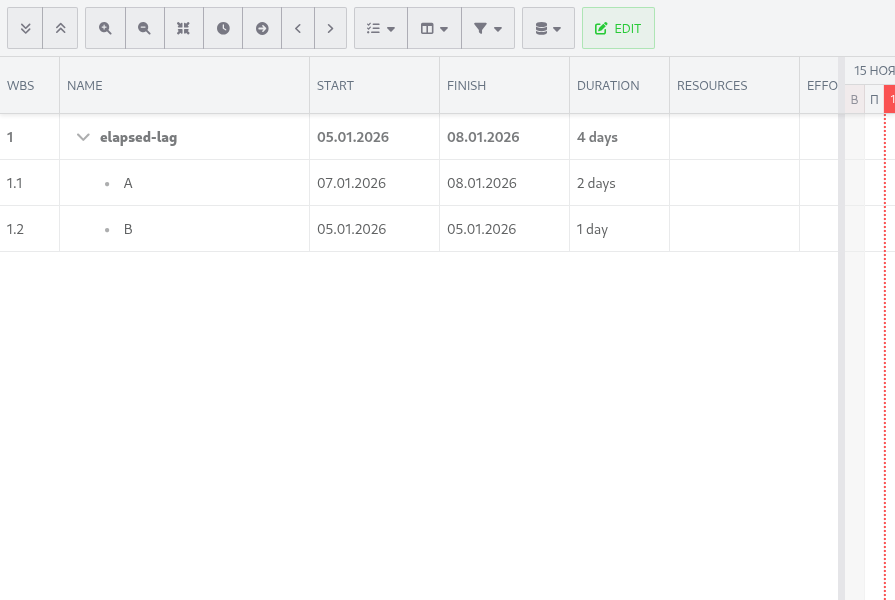 EDIT
WBS NAME START FINISH DURATION RESOURCES EFFO
15 НОЯ
В П 1
1 elapsed-lag 05.01.2026 08.01.2026 4 days
1.1 A 07.01.2026 08.01.2026 2 days
1.2 B 05.01.2026 05.01.2026 1 day